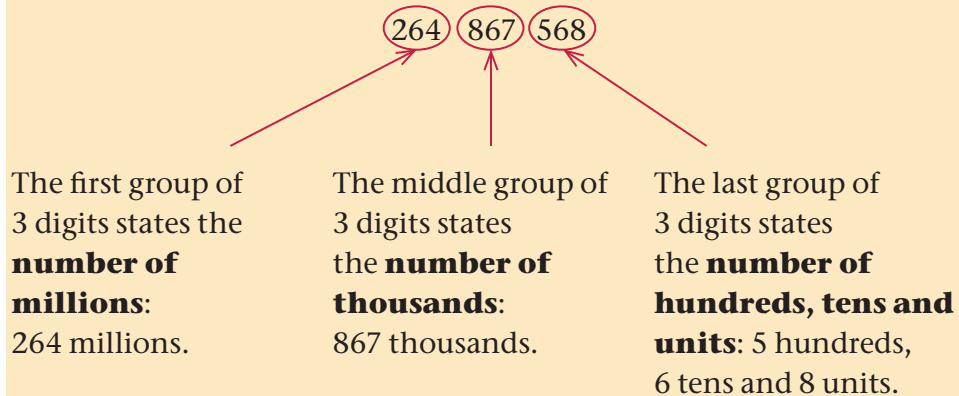 264 867 568
The first group of
3 digits states the
number of
millions:
264 millions.
The middle group of
3 digits states
the number of
thousands:
867 thousands.
The last group of
3 digits states
the number of
hundreds, tens and
units: 5 hundreds,
6 tens and 8 units.